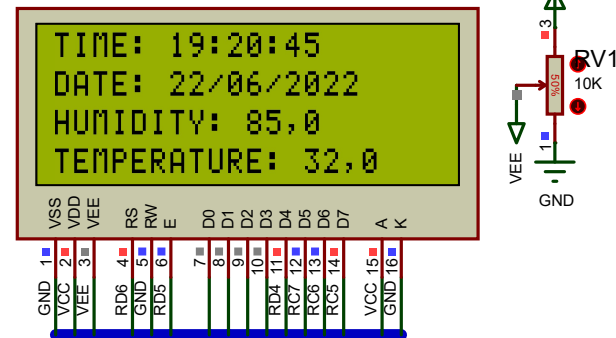 TIME: 19:20:45
DATE: 22/06/2022
HUMIDITY: 85,0
TEMPERATURE: 32,0
VSS VDD VEE RS RW E D0 D1 D2 D3 D4 D5 D6 D7 A K
1 2 3 4 5 6 7 8 9 10 11 12 13 14 15 16
GND VCC VEE RD6 GND RD5 RD4 RC7 RC6 RC5 VCC GND
3
RV1
50%
10K
VEE
1
GND